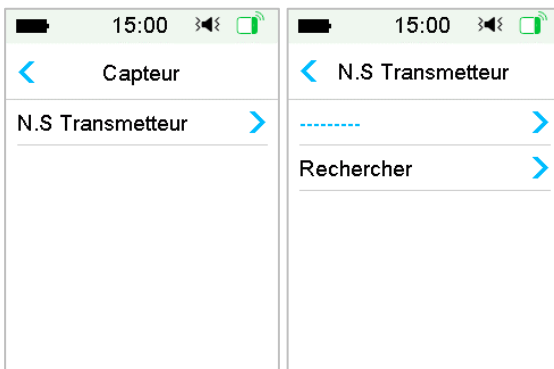 15:00
Capteur
N.S Transmetteur
15:00
N.S Transmetteur
---------
Rechercher